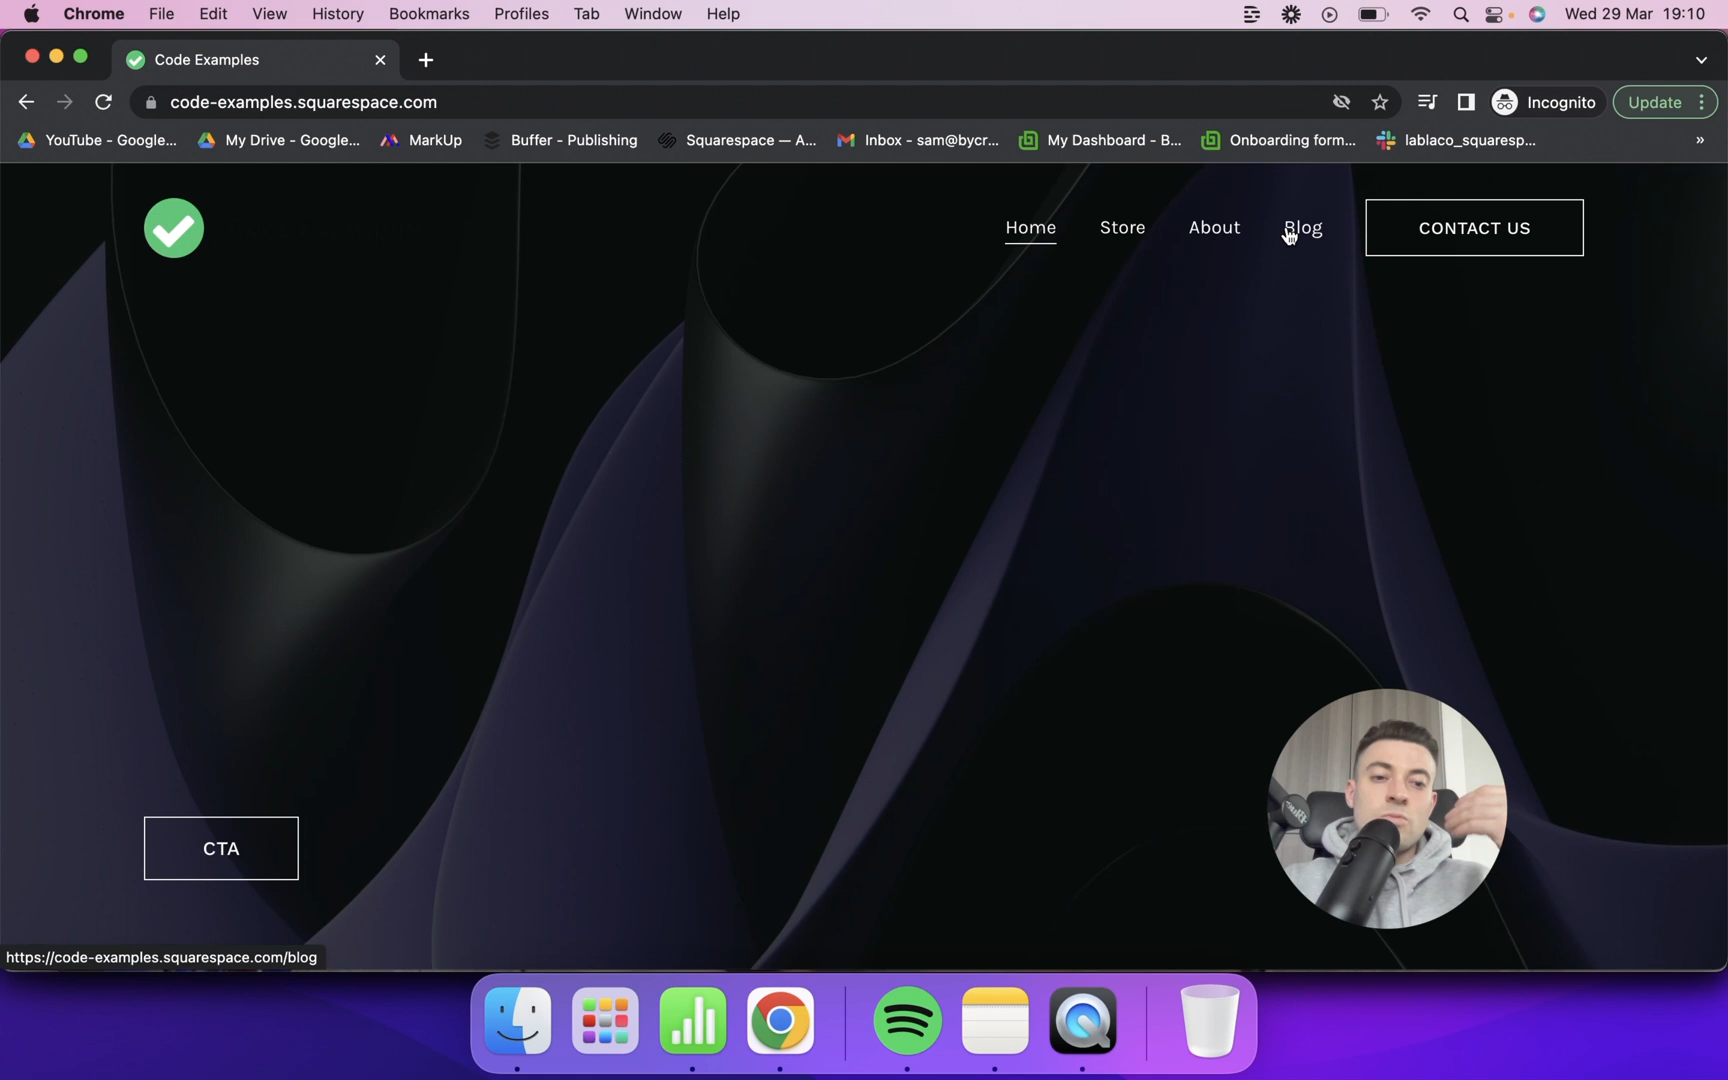 Chrome File Edit View History Bookmarks Profiles Tab Window Help Wed 29 Mar 19:10
Code Examples
code-examples.squarespace.com Incognito Update
YouTube - Google... My Drive - Google... MarkUp Buffer - Publishing Squarespace — A... Inbox - sam@bycr... My Dashboard - B... Onboarding form... lablaco_squaresp... »
Home Store About Blog CONTACT US
CTA
https://code-examples.squarespace.com/blog